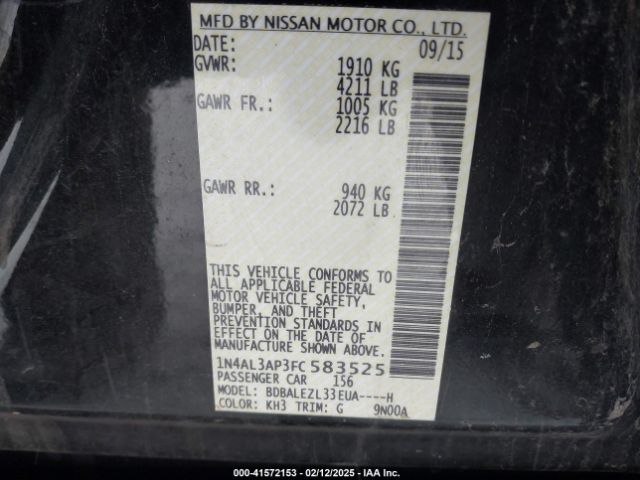 MFD BY NISSAN MOTOR CO., LTD.
DATE: 09/15
GVWR: 1910 KG
4211 LB
GAWR FR.: 1005 KG
2216 LB
GAWR RR.: 940 KG
2072 LB
THIS VEHICLE CONFORMS TO
ALL APPLICABLE FEDERAL
MOTOR VEHICLE SAFETY,
BUMPER, AND THEFT
PREVENTION STANDARDS IN
EFFECT ON THE DATE OF
MANUFACTURE SHOWN ABOVE.
1N4AL3AP3FC583525
PASSENGER CAR 156
MODEL: BDBALEZL33EUA----H
COLOR: KH3 TRIM: G 9N00A
000-41572153 - 02/12/2025 - IAA Inc.